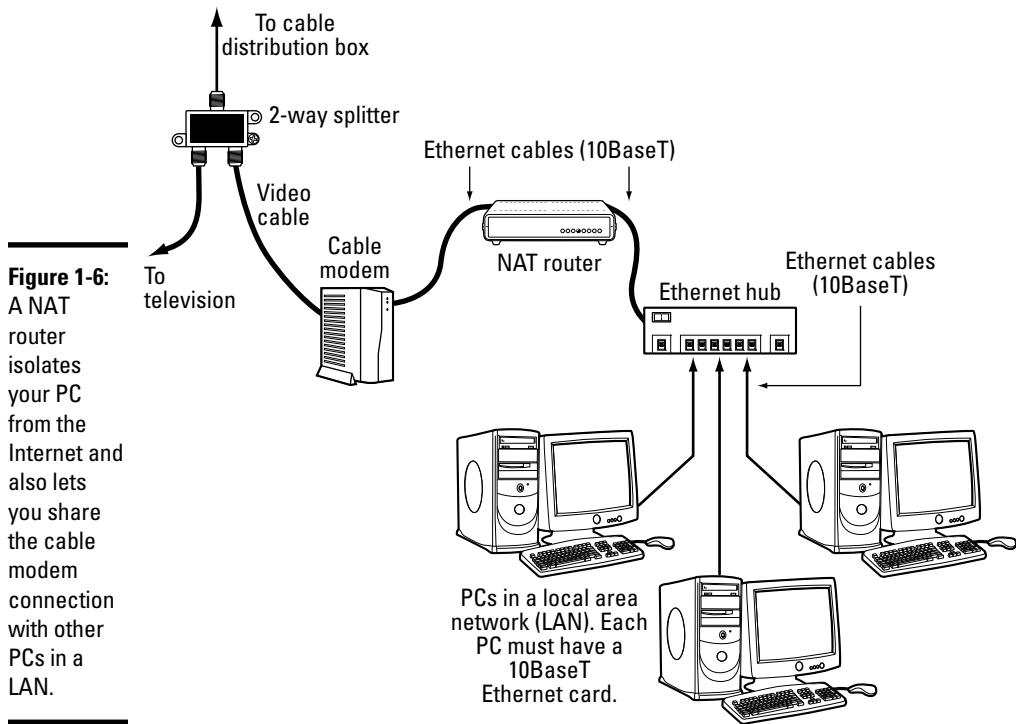 To cable
distribution box
2-way splitter
Ethernet cables (10BaseT)
Video
cable
Cable
modem
NAT router
To
television
Ethernet hub
Ethernet cables
(10BaseT)
Figure 1-6:
A NAT
router
isolates
your PC
from the
Internet and
also lets
you share
the cable
modem
connection
with other
PCs in a
LAN.
PCs in a local area
network (LAN). Each
PC must have a
10BaseT
Ethernet card.